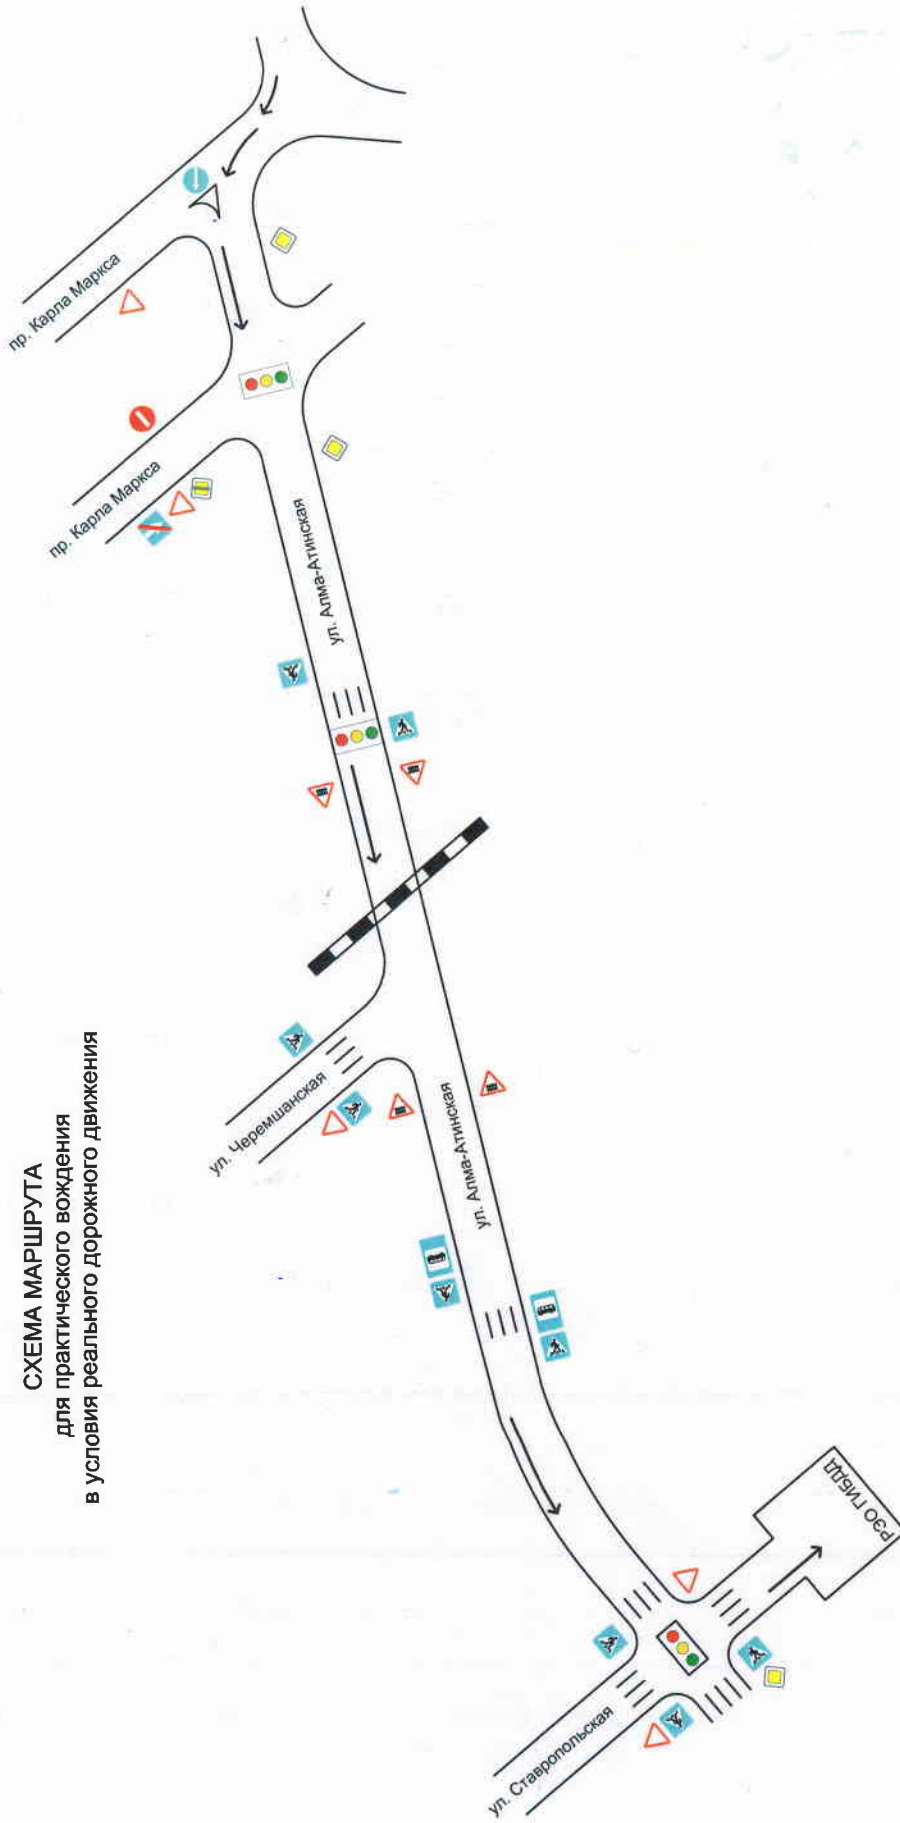 СХЕМА МАРШРУТА
для практического вождения
в условия реального дорожного движения
пр. Карла Маркса
пр. Карла Маркса
ул. Алма-Атинская
ул. Черемшанская
ул. Алма-Атинская
ул. Ставропольская
РЭО ГИБДД